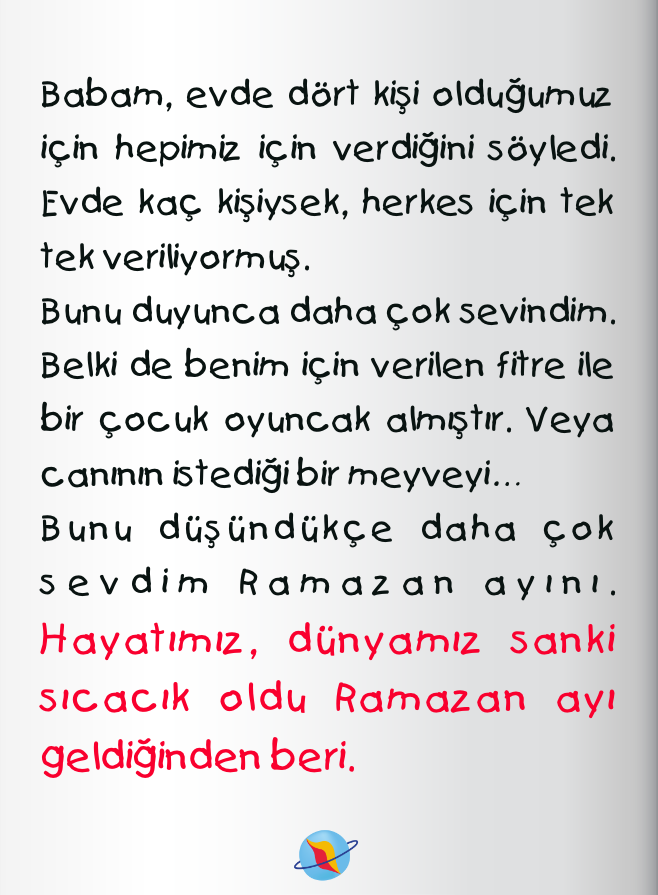 Babam, evde dört kişi olduğumuz
için hepimiz için verdiğini söyledi.
Evde kaç kişiysek, herkes için tek
tek veriliyormuş.
Bunu duyunca daha çok sevindim.
Belki de benim için verilen fitre ile
bir çocuk oyuncak almıştır. Veya
canının istediği bir meyveyi...
Bunu düşündükçe daha çok
sevdim Ramazan ayını.
Hayatımız, dünyamız sanki
sıcacık oldu Ramazan ayı
geldiğinden beri.